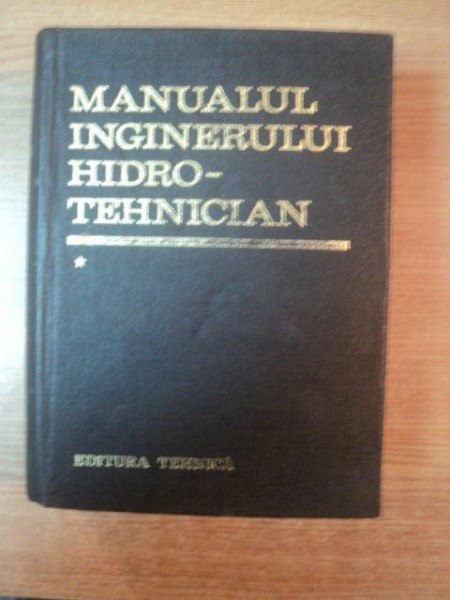 MANUALUL
INGINERULUI
HIDRO-
TEHNICIAN
*
EDITURA TEHNICĂ